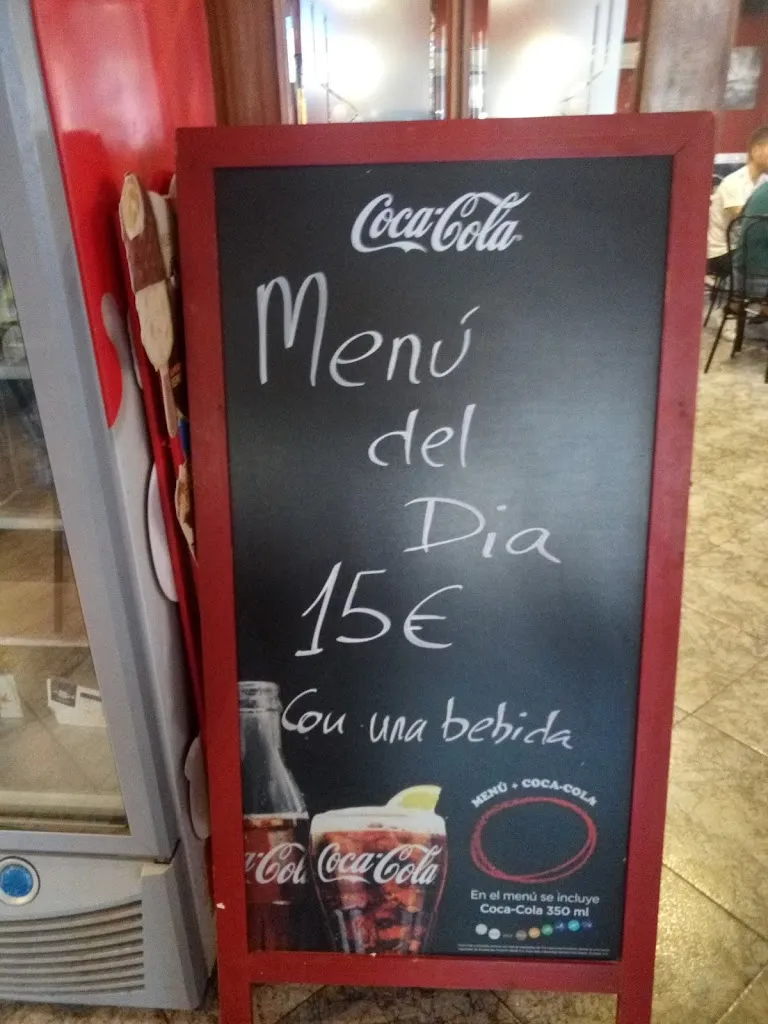 Coca-Cola
Menú
del
Dia
15€
Con una bebida
MENÚ + COCA-COLA
Coca-Cola
Coca-Cola
En el menú se incluye
Coca-Cola 350 ml